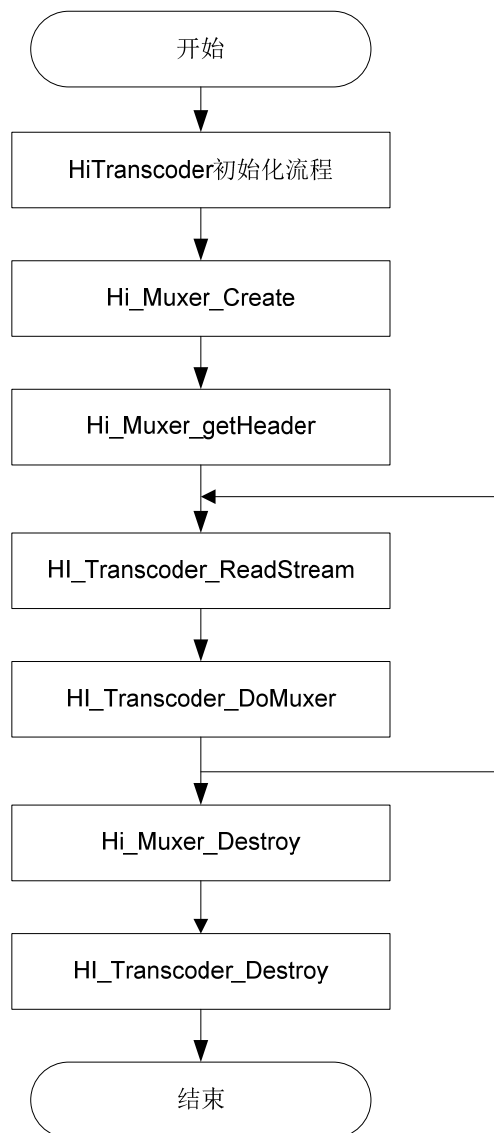 开始
HiTranscoder初始化流程
Hi_Muxer_Create
Hi_Muxer_getHeader
HI_Transcoder_ReadStream
HI_Transcoder_DoMuxer
Hi_Muxer_Destroy
HI_Transcoder_Destroy
结束